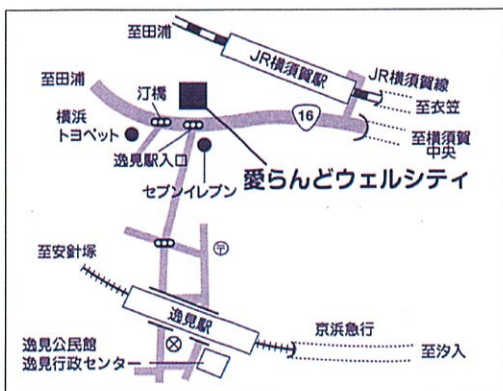 至田浦
JR横須賀駅
JR横須賀線
至衣笠
至田浦
汀橋
横浜
トヨペット
16
至横須賀
中央
逸見駅入口
セブンイレブン
愛らんどウェルシティ
〒
至安針塚
逸見駅
京浜急行
至汐入
逸見公民館
逸見行政センター